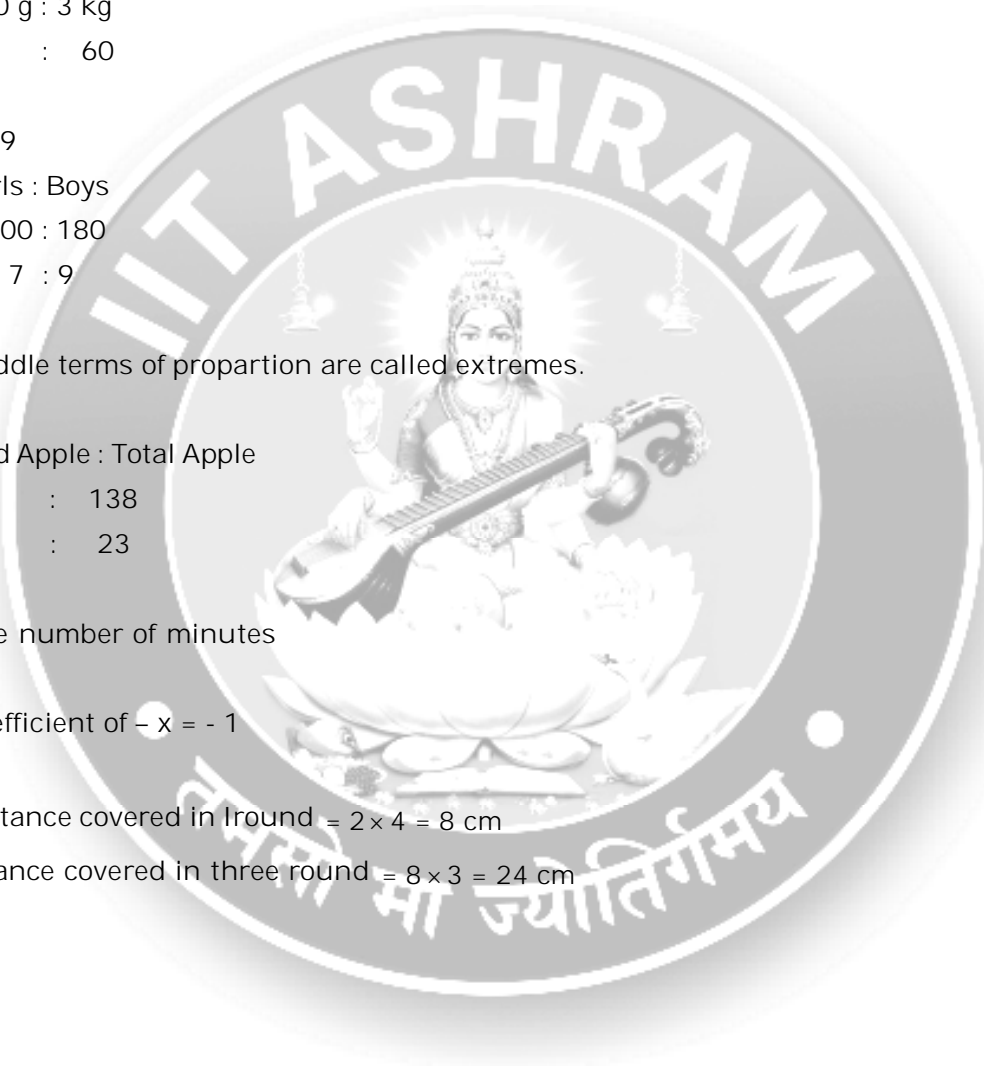 0 g : 3 kg
: 60
9
rls : Boys
00 : 180
7 : 9
ddle terms of propartion are called extremes.
d Apple : Total Apple
: 138
: 23
e number of minutes
efficient of – x = - 1
tance covered in Iround = 2 × 4 = 8 cm
ance covered in three round = 8 × 3 = 24 cm
IIT ASHRAM
तमसो मा ज्योतिर्गमय